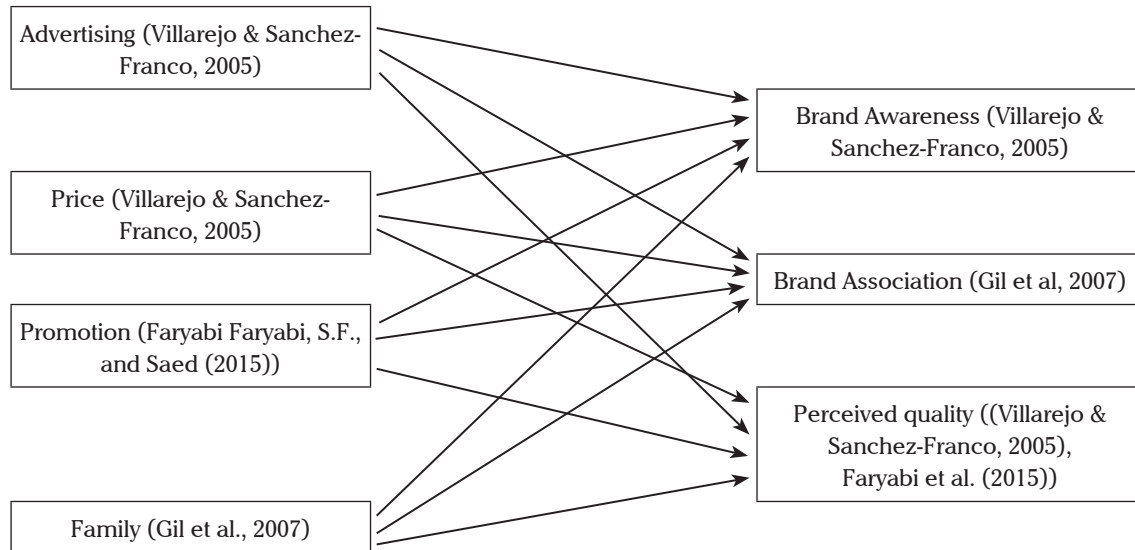 Advertising (Villarejo & Sanchez-
Franco, 2005)
Price (Villarejo & Sanchez-
Franco, 2005)
Promotion (Faryabi Faryabi, S.F.,
and Saed (2015))
Family (Gil et al., 2007)
Brand Awareness (Villarejo &
Sanchez-Franco, 2005)
Brand Association (Gil et al, 2007)
Perceived quality ((Villarejo &
Sanchez-Franco, 2005),
Faryabi et al. (2015))